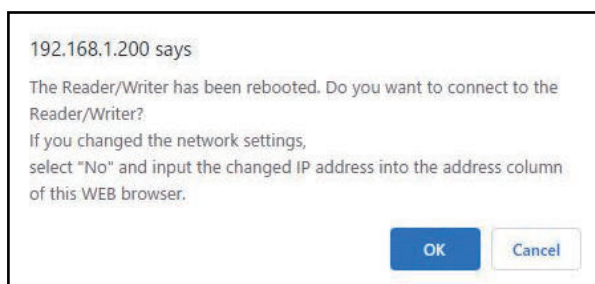 192.168.1.200 says
The Reader/Writer has been rebooted. Do you want to connect to the
Reader/Writer?
If you changed the network settings,
select "No" and input the changed IP address into the address column
of this WEB browser.
OK Cancel